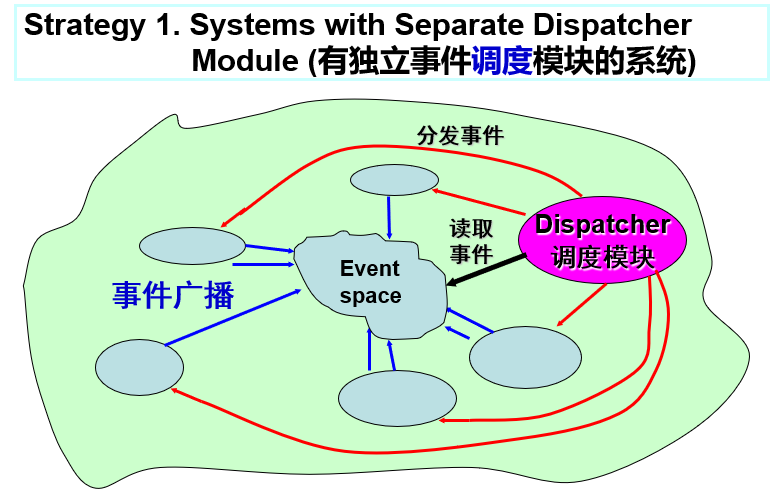 Strategy 1. Systems with Separate Dispatcher
Module (有独立事件调度模块的系统)
分发事件
读取
事件
Dispatcher
调度模块
Event
space
事件广播